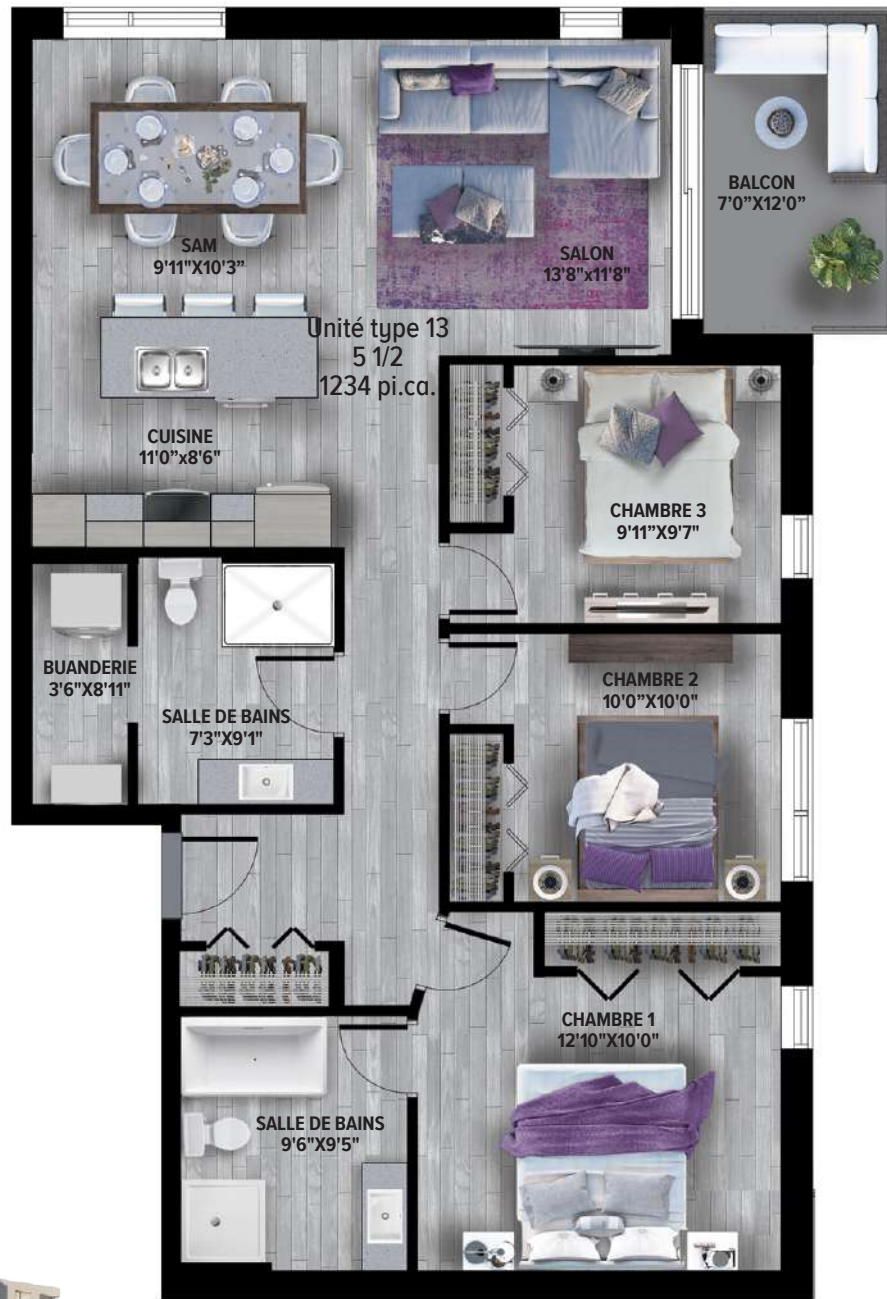 BALCON
7'0"X12'0"
SAM
9'11"X10'3”
SALON
13'8"x11'8"
Unité type 13
5 1/2
1234 pi.ca.
CUISINE
11'0”x8'6"
CHAMBRE 3
9'11”X9'7"
BUANDERIE
3'6"X8'11"
CHAMBRE 2
10'0”X10'0"
SALLE DE BAINS
7'3"X9'1"
CHAMBRE 1
12'10"X10'0"
SALLE DE BAINS
9'6"X9'5"